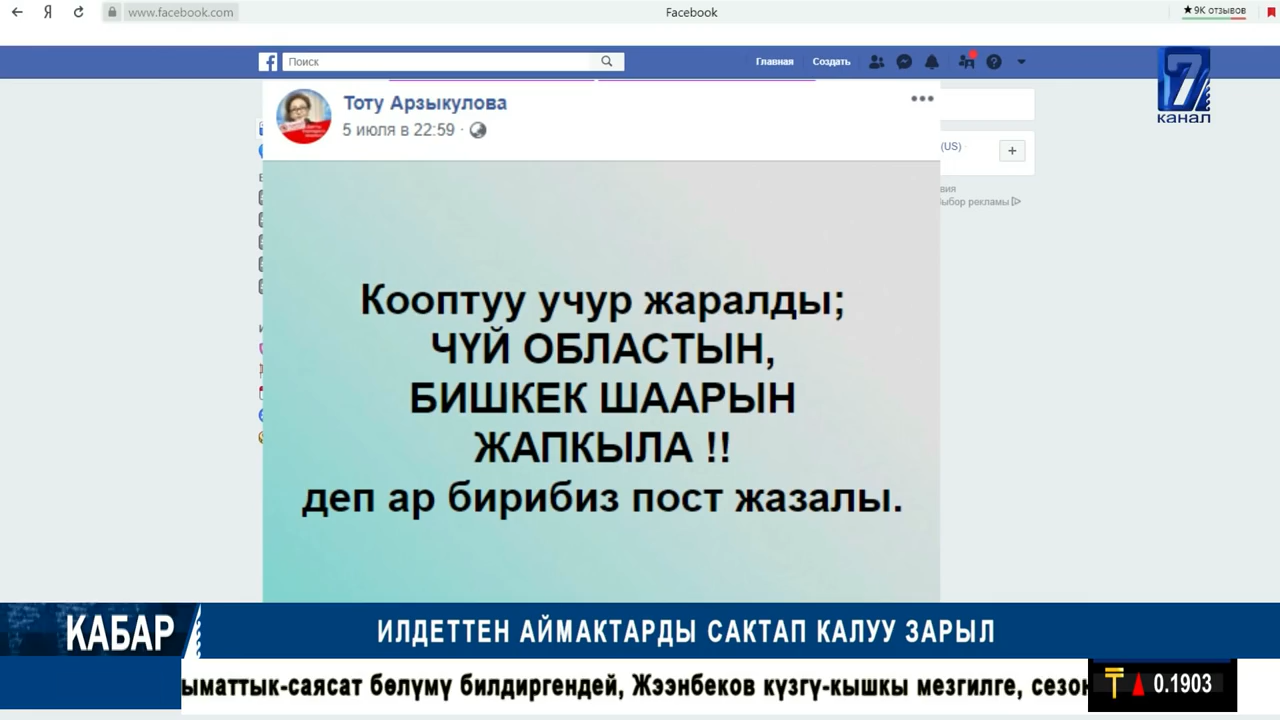 www.facebook.com
Facebook
★ 9К отзывов
Поиск
Главная
Создать
7
канал
Тоту Арзыкулова
5 июля в 22:59
(US)
+
Кооптуу учур жаралды;
ЧҮЙ ОБЛАСТЫН,
БИШКЕК ШААРЫН
ЖАПКЫЛА !!
деп ар бирибиз пост жазалы.
рекламы
КАБАР
ИЛДЕТТЕН АЙМАКТАРДЫ САКТАП КАЛУУ ЗАРЫЛ
ыматтык-саясат бөлүмү билдиргендей, Жээнбеков күзгү-кышкы мезгилге, сезон
₸ ▲ 0.1903